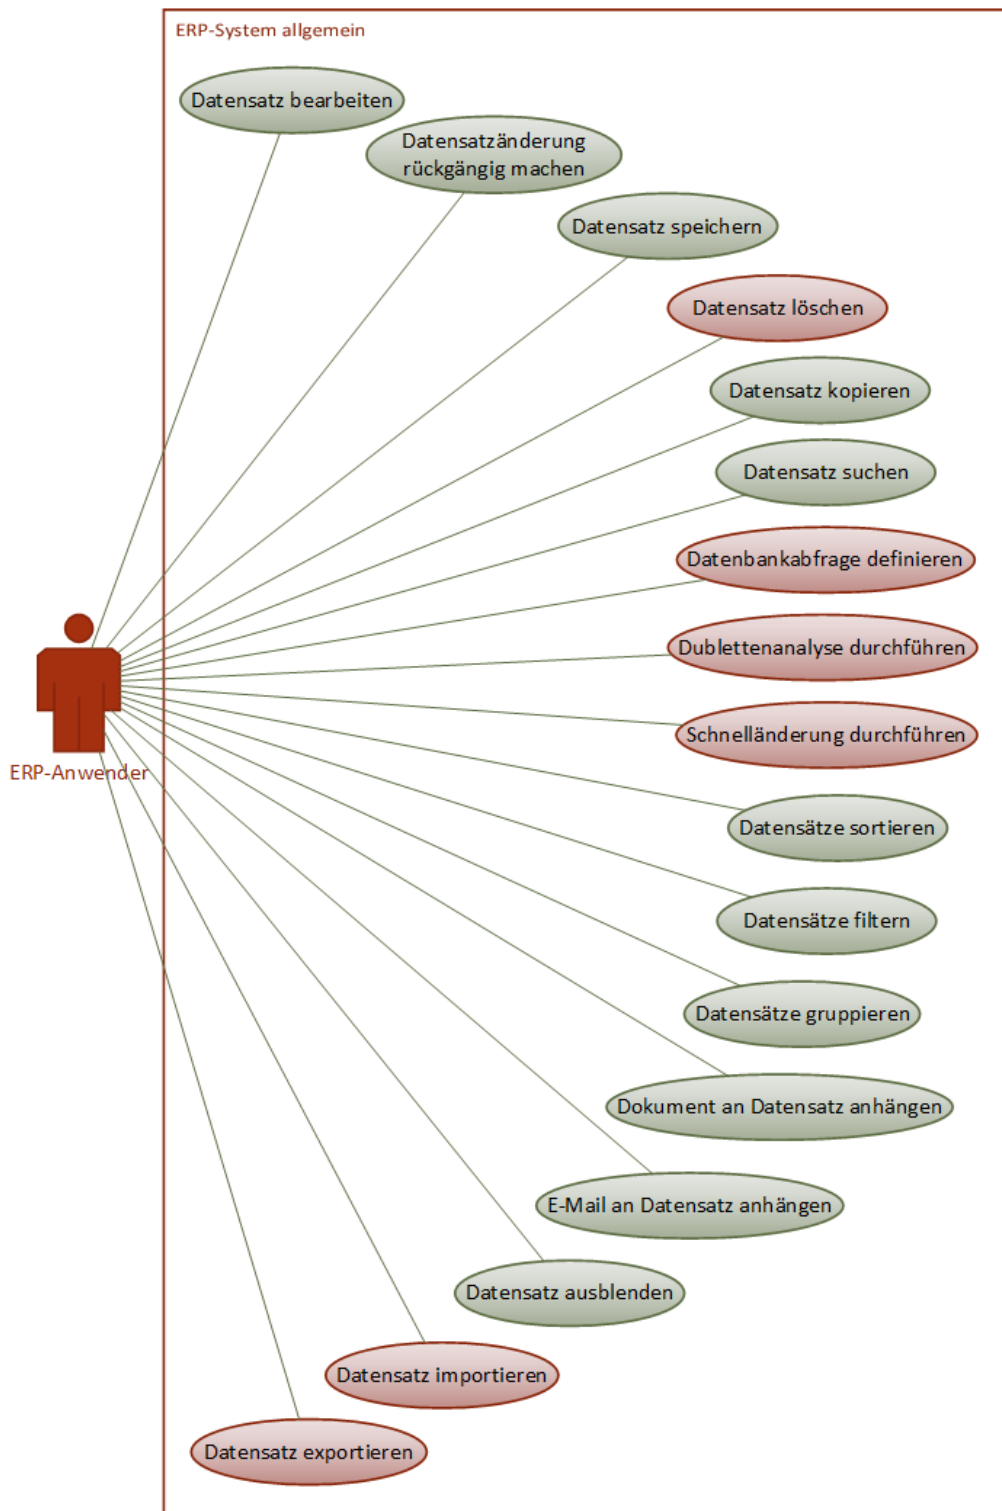 ERP-System allgemein
Datensatz bearbeiten
Datensatzänderung
rückgängig machen
Datensatz speichern
Datensatz löschen
Datensatz kopieren
Datensatz suchen
Datenbankabfrage definieren
Dublettenanalyse durchführen
Schnelländerung durchführen
ERP-Anwender
Datensätze sortieren
Datensätze filtern
Datensätze gruppieren
Dokument an Datensatz anhängen
E-Mail an Datensatz anhängen
Datensatz ausblenden
Datensatz importieren
Datensatz exportieren